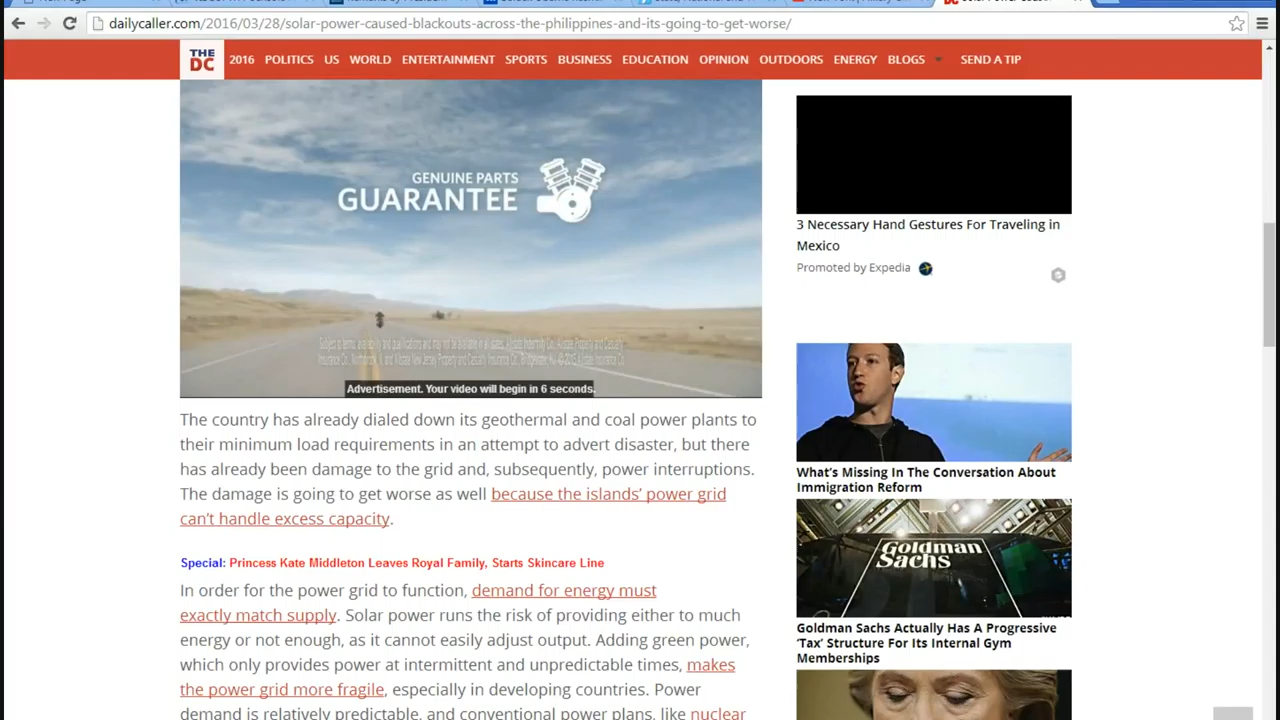 dailycaller.com/2016/03/28/solar-power-caused-blackouts-across-the-philippines-and-its-going-to-get-worse/
THE
DC
2016 POLITICS US WORLD ENTERTAINMENT SPORTS BUSINESS EDUCATION OPINION OUTDOORS ENERGY BLOGS SEND A TIP
GENUINE PARTS
GUARANTEE
Advertisement. Your video will begin in 6 seconds.
The country has already dialed down its geothermal and coal power plants to
their minimum load requirements in an attempt to advert disaster, but there
has already been damage to the grid and, subsequently, power interruptions.
The damage is going to get worse as well because the islands' power grid
can't handle excess capacity.
Special: Princess Kate Middleton Leaves Royal Family, Starts Skincare Line
In order for the power grid to function, demand for energy must
exactly match supply. Solar power runs the risk of providing either to much
energy or not enough, as it cannot easily adjust output. Adding green power,
which only provides power at intermittent and unpredictable times, makes
the power grid more fragile, especially in developing countries. Power
demand is relatively predictable, and conventional power plans, like nuclear
3 Necessary Hand Gestures For Traveling in
Mexico
Promoted by Expedia
What's Missing In The Conversation About
Immigration Reform
Goldman
Sachs
Goldman Sachs Actually Has A Progressive
'Tax' Structure For Its Internal Gym
Memberships